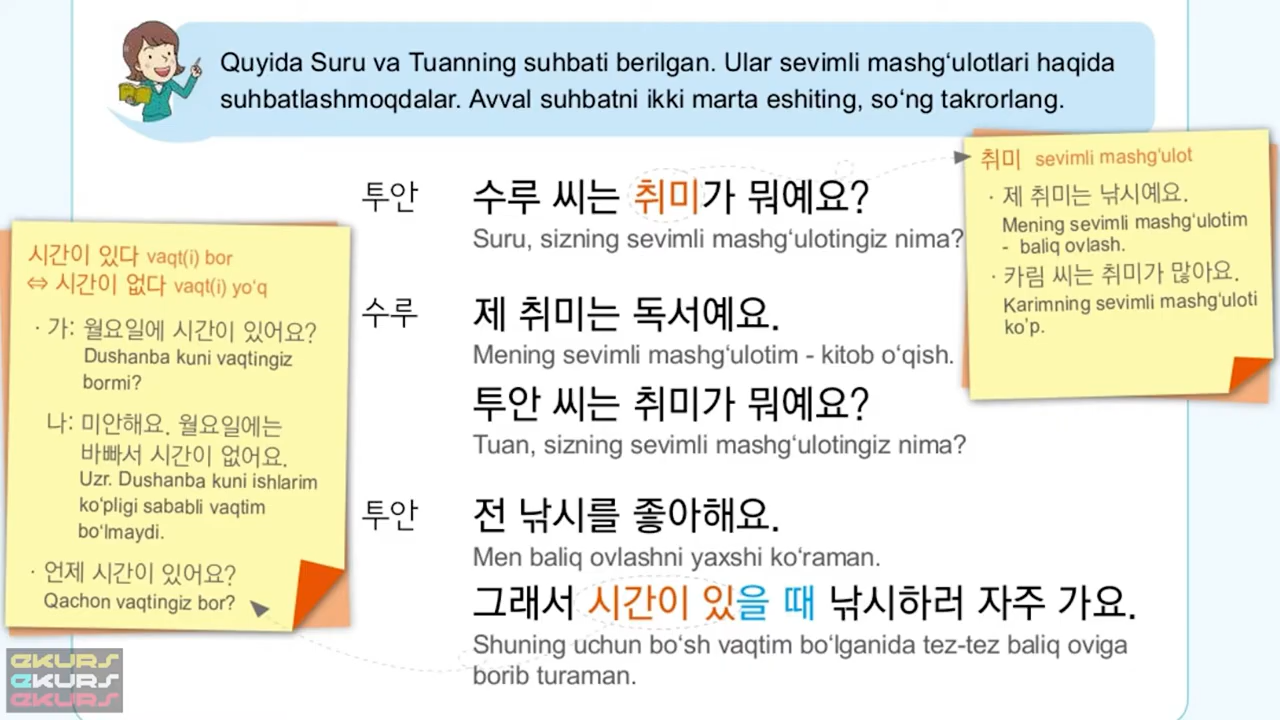 Quyida Suru va Tuanning suhbati berilgan. Ular sevimli mashg‘ulotlari haqida
suhbatlashmoqdalar. Avval suhbatni ikki marta eshiting, so‘ng takrorlang.
투안 수루 씨는 취미가 뭐예요?
Suru, sizning sevimli mashg‘ulotingiz nima?
수루 제 취미는 독서예요.
Mening sevimli mashg‘ulotim - kitob o‘qish.
투안 씨는 취미가 뭐예요?
Tuan, sizning sevimli mashg‘ulotingiz nima?
투안 전 낚시를 좋아해요.
Men baliq ovlashni yaxshi ko‘raman.
그래서 시간이 있을 때 낚시하러 자주 가요.
Shuning uchun bo‘sh vaqtim bo‘lganida tez-tez baliq oviga
borib turaman.
취미 sevimli mashg‘ulot
· 제 취미는 낚시예요.
Mening sevimli mashg‘ulotim
- baliq ovlash.
· 카림 씨는 취미가 많아요.
Karimning sevimli mashg‘uloti
ko‘p.
시간이 있다 vaqt(i) bor
⇔ 시간이 없다 vaqt(i) yo‘q
· 가: 월요일에 시간이 있어요?
Dushanba kuni vaqtingiz
bormi?
나: 미안해요. 월요일에는
바빠서 시간이 없어요.
Uzr. Dushanba kuni ishlarim
ko‘pligi sababli vaqtim
bo‘lmaydi.
· 언제 시간이 있어요?
Qachon vaqtingiz bor?
EKURS
EKURS
EKURS